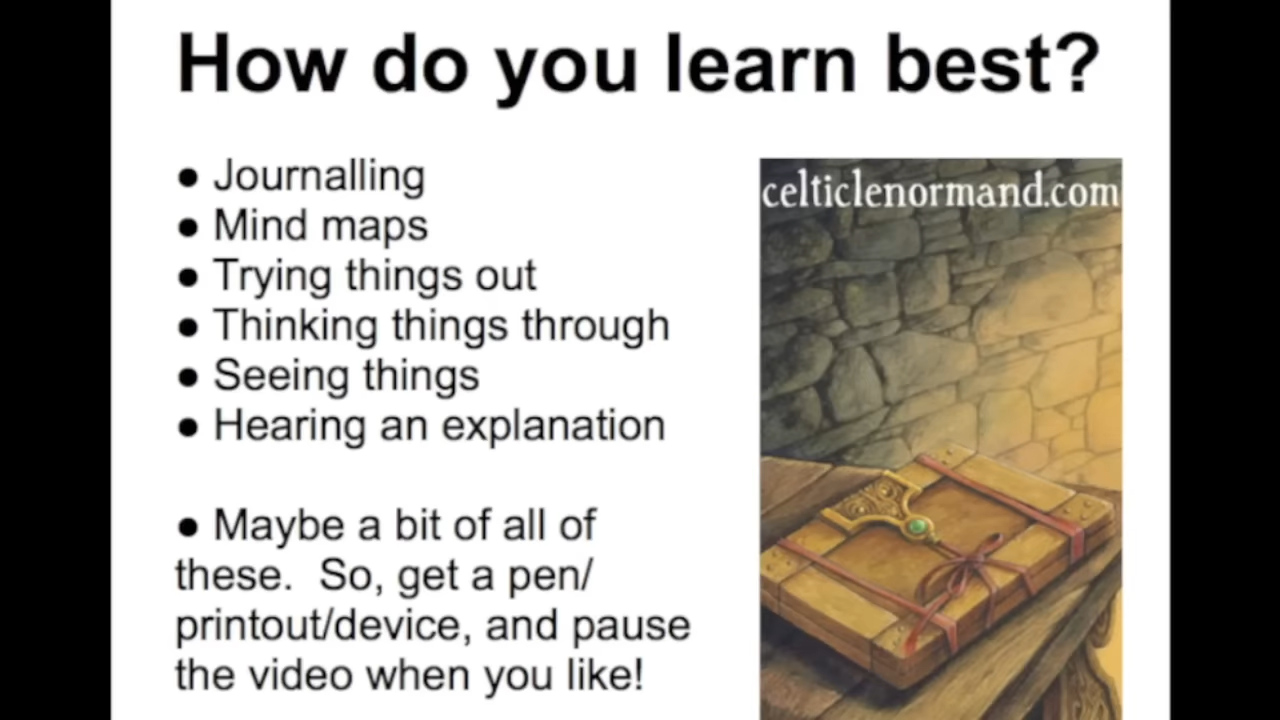 How do you learn best?
● Journalling
● Mind maps
● Trying things out
● Thinking things through
● Seeing things
● Hearing an explanation
● Maybe a bit of all of
these.  So, get a pen/
printout/device, and pause
the video when you like!
celticlenormand.com